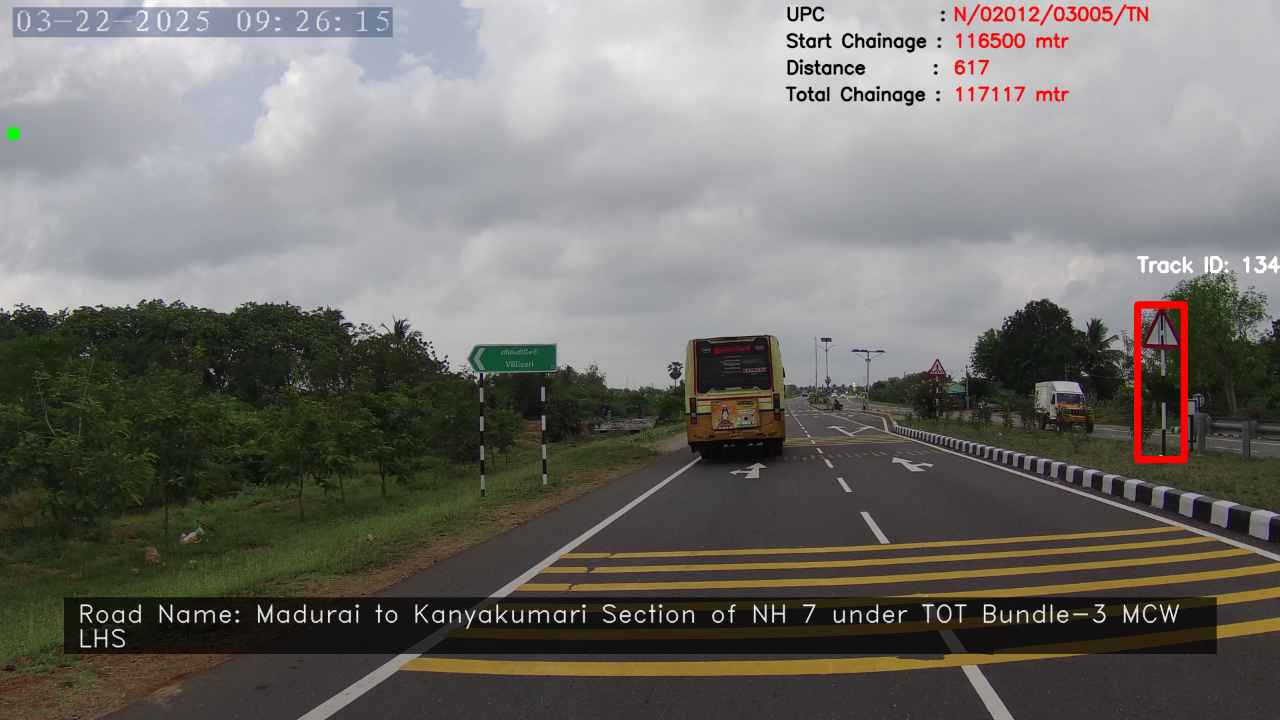 03-22-2025 09:26:15
UPC : N/02012/03005/TN
Start Chainage : 116500 mtr
Distance : 617
Total Chainage : 117117 mtr
Track ID: 134
வில்லிசேரி
Villiseri
Road Name: Madurai to Kanyakumari Section of NH 7 under TOT Bundle-3 MCW
LHS